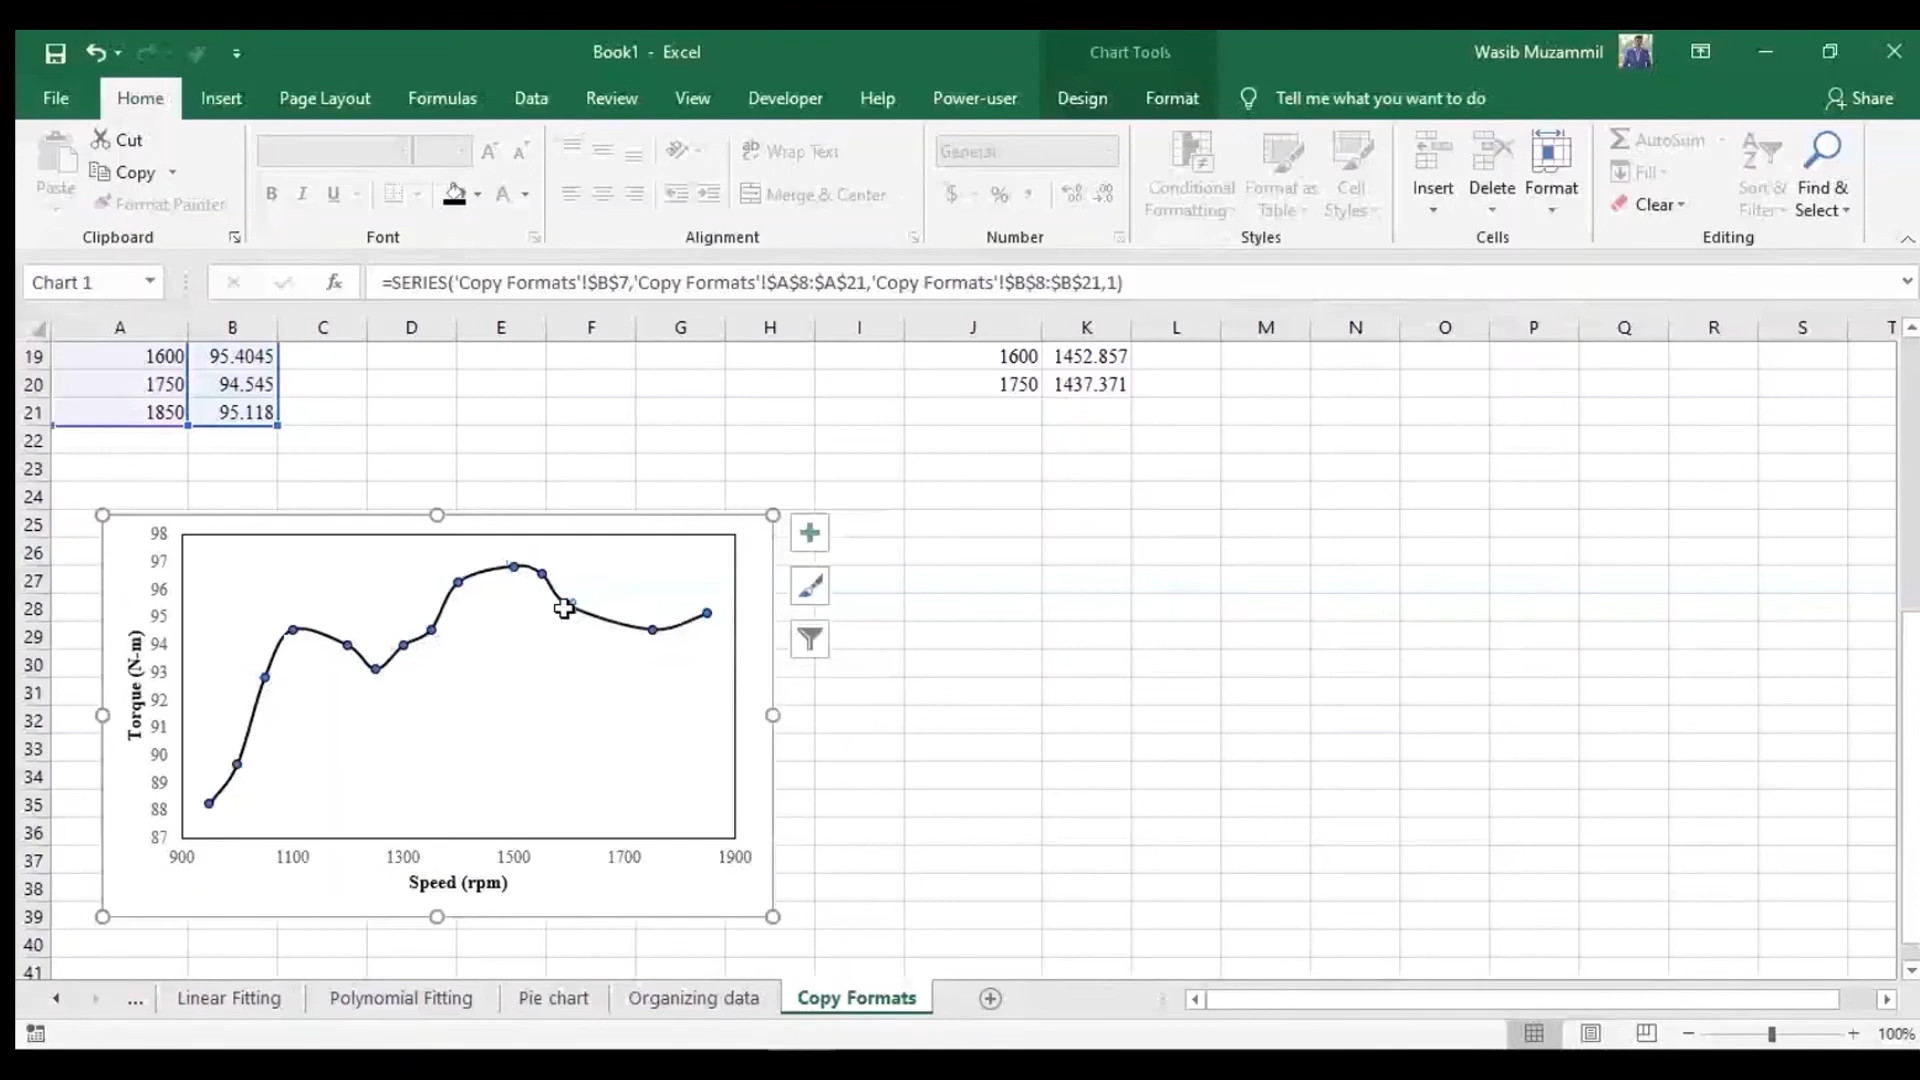 Book1 - Excel
Chart Tools
Wasib Muzammil
File Home Insert Page Layout Formulas Data Review View Developer Help Power-user Design Format Tell me what you want to do Share
Paste
Cut
Copy
Format Painter
Clipboard
B I U
A A
A
Font
Wrap Text
Merge & Center
Alignment
General
$ % ,
Number
Conditional Formatting
Format as Table
Cell Styles
Styles
Insert Delete Format
Cells
AutoSum
Fill
Clear
Sort & Filter
Find & Select
Editing
Chart 1
fx
=SERIES('Copy Formats'!$B$7,'Copy Formats'!$A$8:$A$21,'Copy Formats'!$B$8:$B$21,1)
A B C D E F G H I J K L M N O P Q R S T
19 1600 95.4045 1600 1452.857
20 1750 94.545 1750 1437.371
21 1850 95.118
22
23
24
25
26
27
28
29
30
31
32
33
34
35
36
37
38
39
40
41
98
97
96
95
94
93
92
91
90
89
88
87
Torque (N-m)
900 1100 1300 1500 1700 1900
Speed (rpm)
... Linear Fitting Polynomial Fitting Pie chart Organizing data Copy Formats
100%